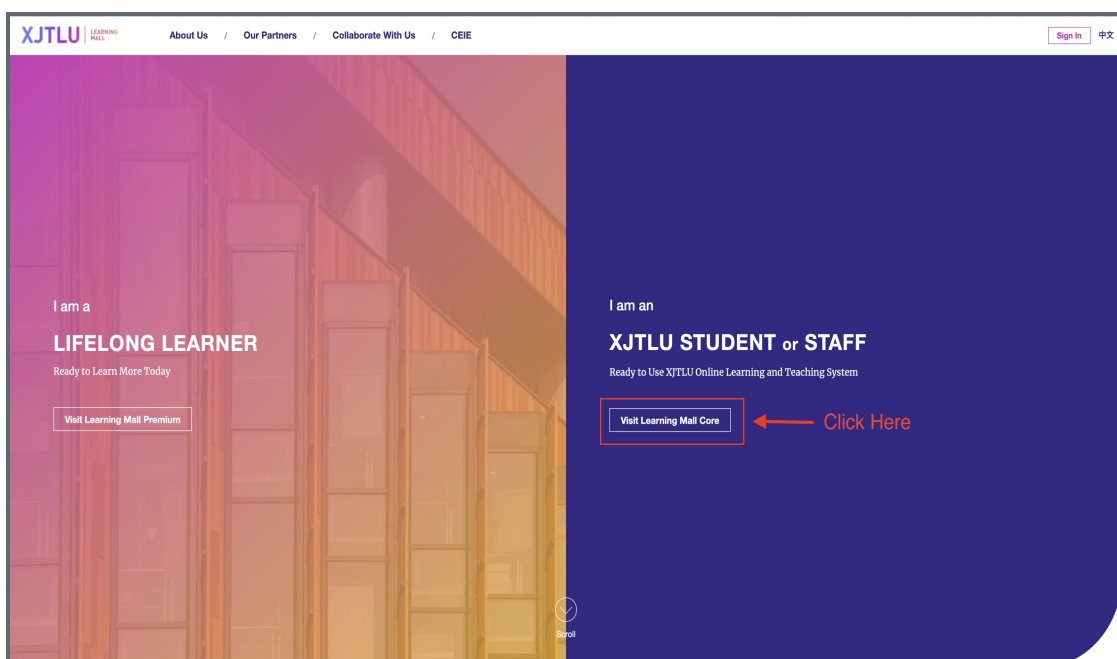 XJTLU | LEARNING MALL
About Us / Our Partners / Collaborate With Us / CEIE
Sign In 中文
I am a
LIFELONG LEARNER
Ready to Learn More Today
Visit Learning Mall Premium
I am an
XJTLU STUDENT or STAFF
Ready to Use XJTLU Online Learning and Teaching System
Visit Learning Mall Core
Click Here
Scroll